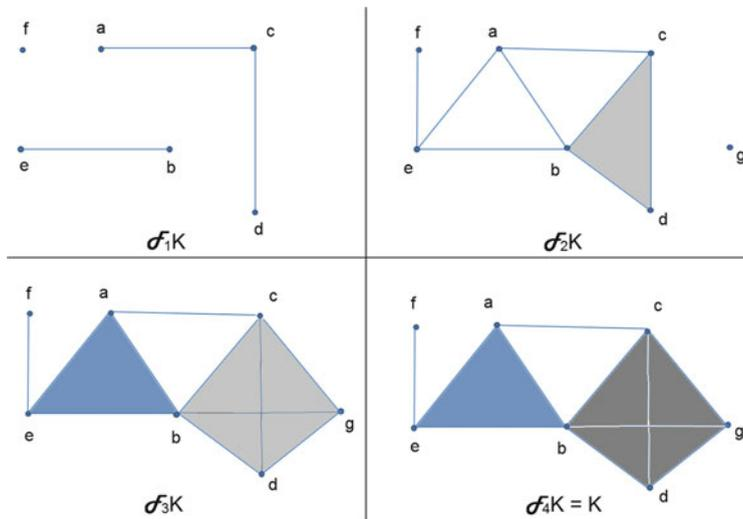 f a c
e b
d
ℱ₁K
f a c
e b g
d
ℱ₂K
f a c
e b g
d
ℱ₃K
f a c
e b g
d
ℱ₄K = K